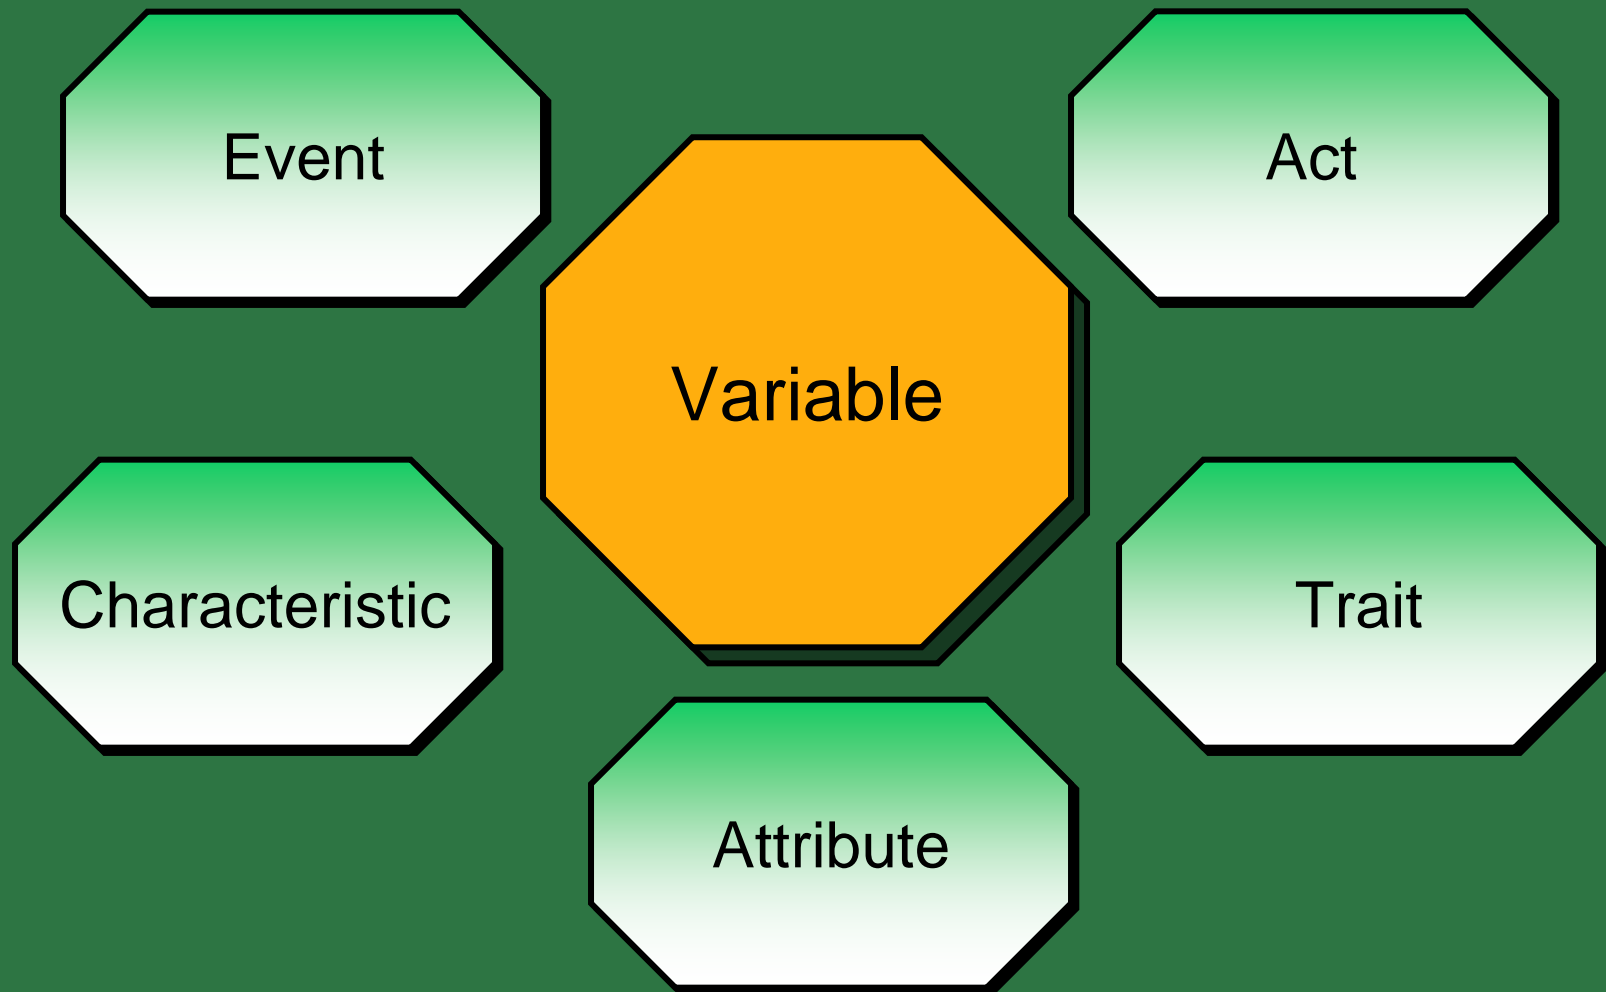 Event
Act
Variable
Characteristic
Trait
Attribute